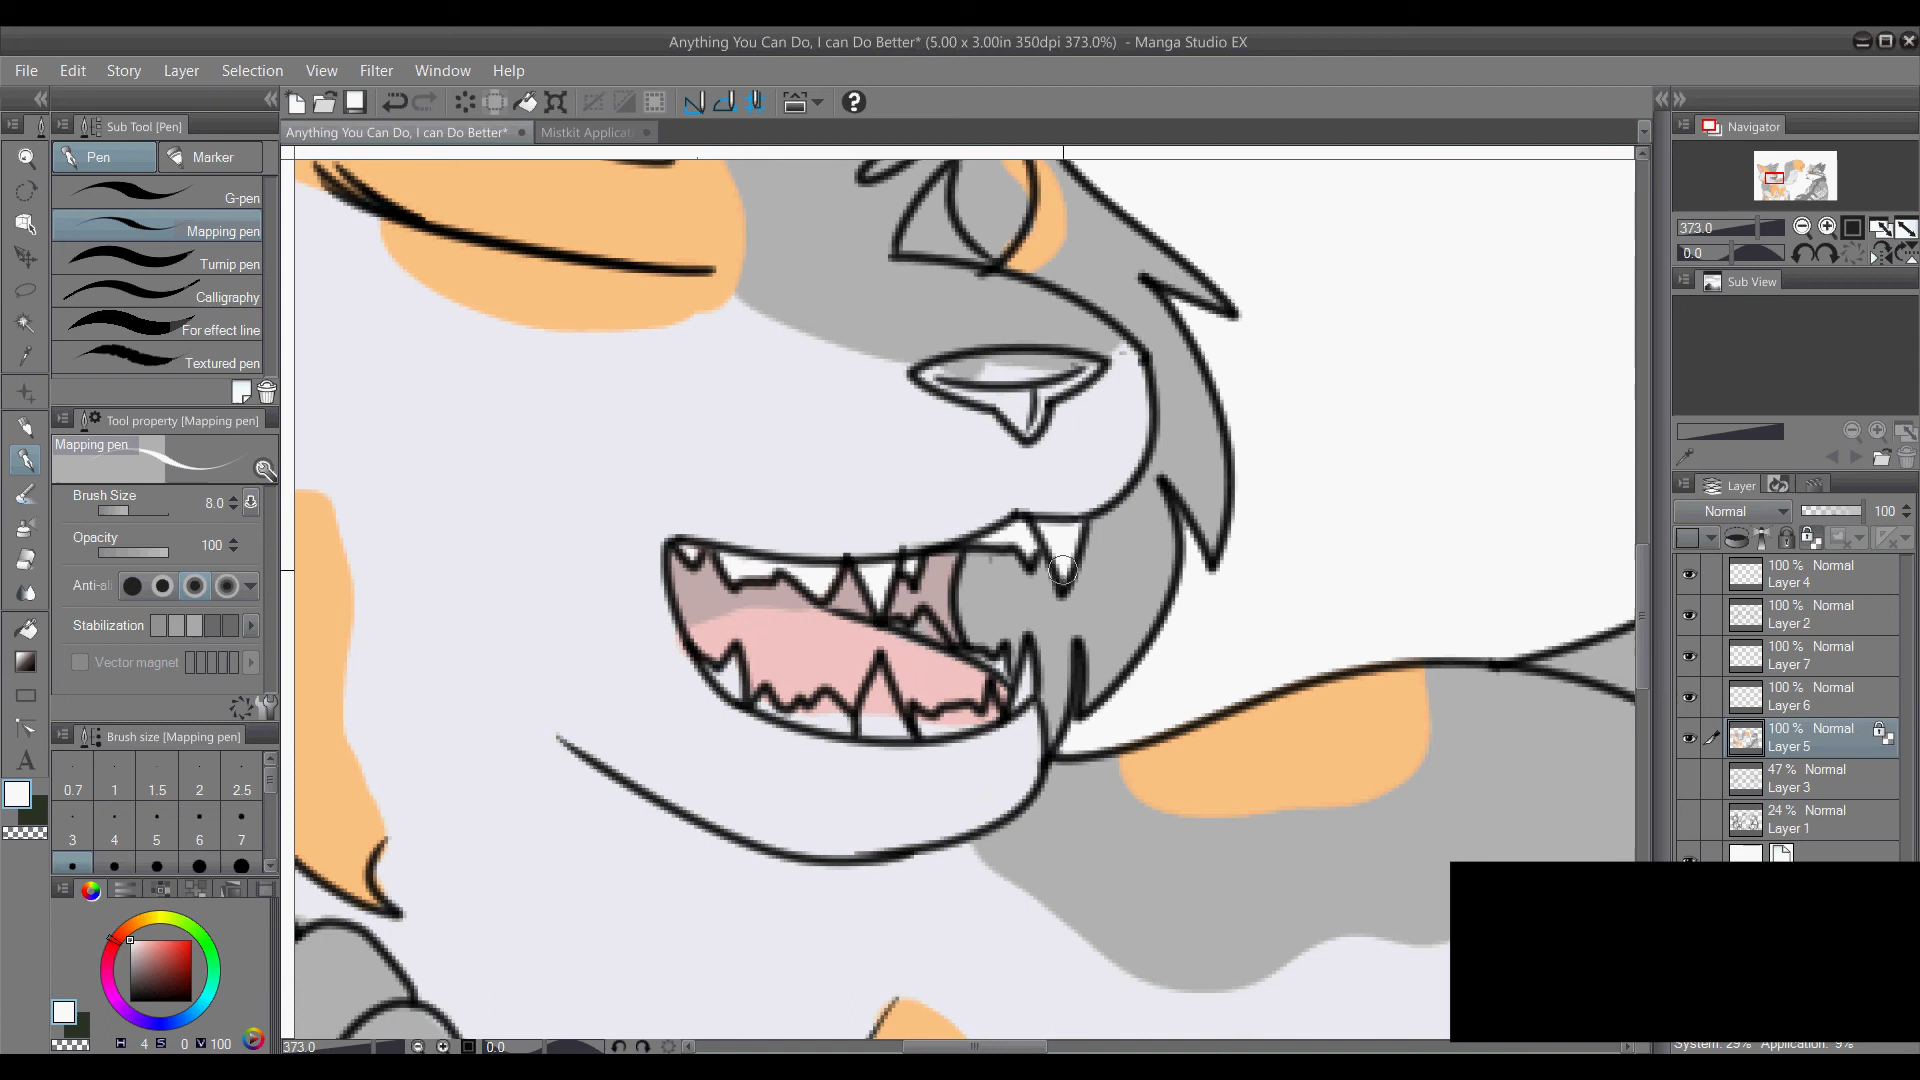 Anything You Can Do, I can Do Better* (5.00 x 3.00in 350dpi 373.0%) - Manga Studio EX
File Edit Story Layer Selection View Filter Window Help
Sub Tool [Pen]
Anything You Can Do, I can Do Better*
Mistkit Applicat
Navigator
Pen
Marker
G-pen
Mapping pen
Turnip pen
Calligraphy
For effect line
Textured pen
373.0
0.0
Sub View
Tool property [Mapping pen]
Mapping pen
Brush Size 8.0
Opacity 100
Anti-ali
Stabilization
Vector magnet
Brush size [Mapping pen]
0.7 1 1.5 2 2.5
3 4 5 6 7
H 4 S 0 V 100
373.0
0.0
Layer
Normal 100
100 % Normal
Layer 4
100 % Normal
Layer 2
100 % Normal
Layer 7
100 % Normal
Layer 6
100 % Normal
Layer 5
47 % Normal
Layer 3
24 % Normal
Layer 1
System: 29% Application: 9%